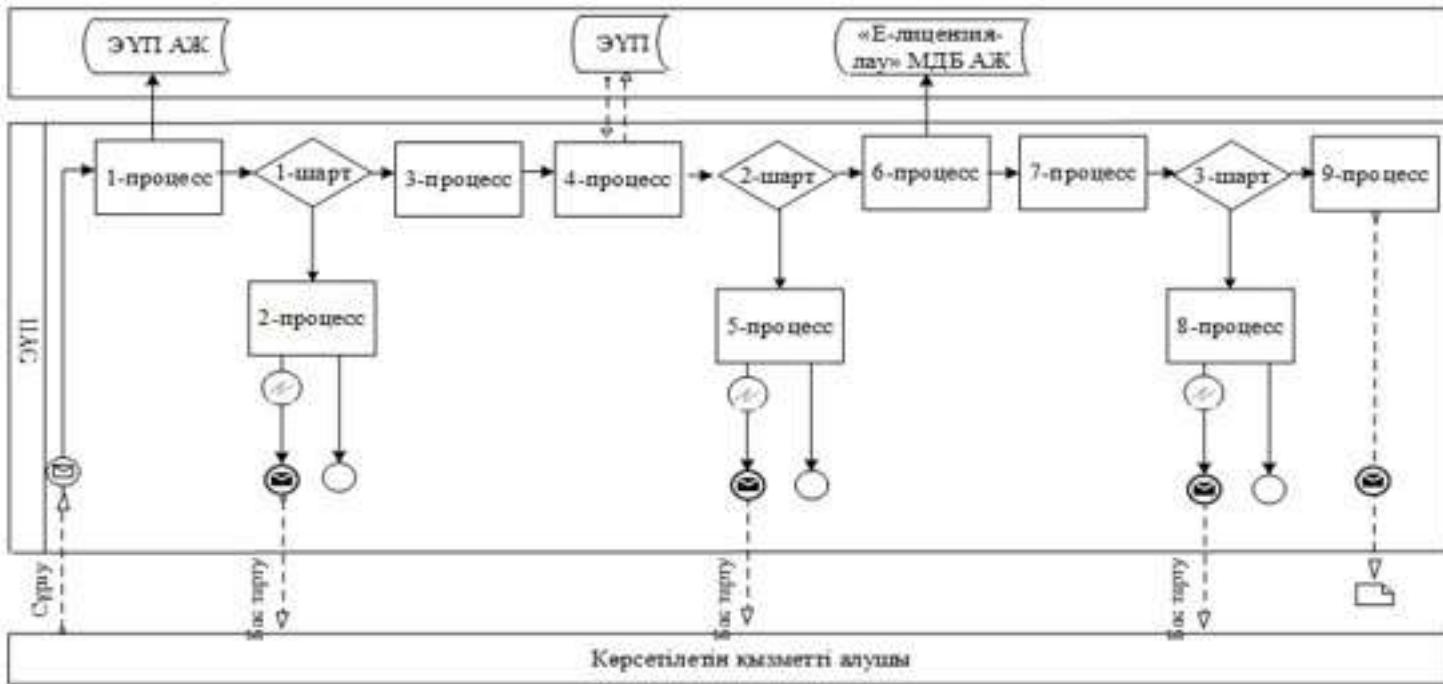 ЭҮП АЖ
ЭҮП
«Е-лицензия-
лау» МДБ АЖ
1-процесс
1-шарт
3-процесс
4-процесс
2-шарт
6-процесс
7-процесс
3-шарт
9-процесс
2-процесс
5-процесс
8-процесс
ЭҮП
Сұрау
Бас тарту
Бас тарту
Бас тарту
Көрсетілетін қызметті алушы